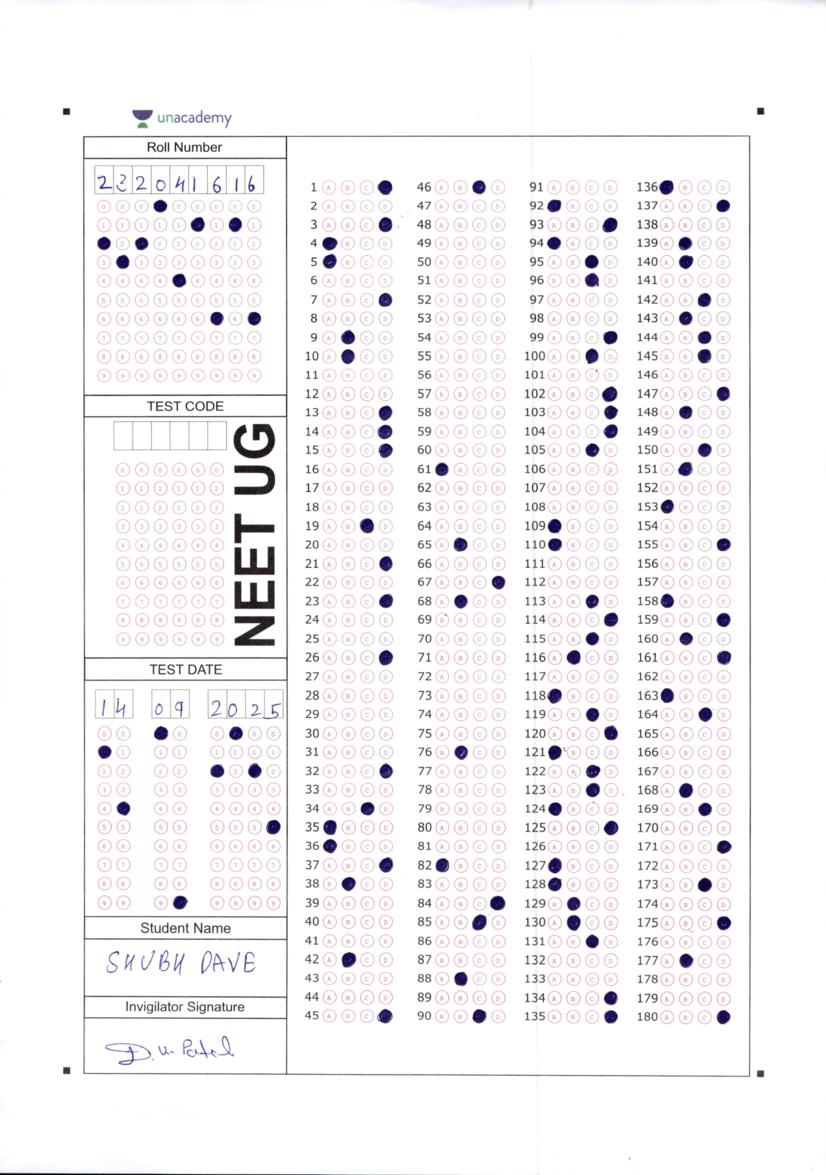 unacademy
Roll Number
2 3 2 0 4 1 6 1 6
TEST CODE
NEET UG
TEST DATE
1 4 0 9 2 0 2 5
Student Name
SHUBH DAVE
Invigilator Signature
1 A B C
2 A B C D
3 A B C
4 B C D
5 B C D
6 A B C D
7 A B C
8 A B C D
9 A C D
10 A C D
11 A B C D
12 A B C D
13 A B C
14 A B C
15 A B C
16 A B C D
17 A B C D
18 A B C D
19 A B D
20 A B C D
21 A B C
22 A B C D
23 A B C
24 A B C D
25 A B C D
26 A B C
27 A B C D
28 A B C D
29 A B C D
30 A B C D
31 A B C D
32 A B C
33 A B C D
34 A B D
35 B C D
36 B C D
37 A B C
38 A C D
39 A B C D
40 A B C D
41 A B C D
42 A C D
43 A B C D
44 A B C D
45 A B C
46 A B D
47 A B C D
48 A B C D
49 A B C D
50 A B C D
51 A B C D
52 A B C D
53 A B C D
54 A B C D
55 A B C D
56 A B C D
57 A B C D
58 A B C D
59 A B C D
60 A B C D
61 B C D
62 A B C D
63 A B C D
64 A B C D
65 A C D
66 A B C D
67 A B C
68 A C D
69 A B C D
70 A B C D
71 A B C D
72 A B C D
73 A B C D
74 A B C D
75 A B C D
76 A C D
77 A B C D
78 A B C D
79 A B C D
80 A B C D
81 A B C D
82 B C D
83 A B C D
84 A B C
85 A B D
86 A B C D
87 A B C D
88 A C D
89 A B C D
90 A B D
91 A B C D
92 B C D
93 A B C
94 B C D
95 A B D
96 A B D
97 A B C D
98 A B C D
99 A B C
100 A B D
101 A B C D
102 A B C
103 A B C
104 A B C
105 A B D
106 A B C D
107 A B C D
108 A B C D
109 B C D
110 B C D
111 A B C D
112 A B C D
113 A B D
114 A B C
115 A B D
116 A C D
117 A B C D
118 B C D
119 A B D
120 A B C
121 B C D
122 A B D
123 A B D
124 B C D
125 A B C
126 A B C D
127 B C D
128 B C D
129 A C D
130 A C D
131 A B D
132 A B C D
133 A B C D
134 A B C
135 A B C
136 B C D
137 A B C
138 A B C D
139 A C D
140 A C D
141 A B C D
142 A B D
143 A C D
144 A B D
145 A B D
146 A B C D
147 A B C
148 A C D
149 A B C D
150 A B D
151 A C D
152 A B C D
153 B C D
154 A B C D
155 A B C
156 A B C D
157 A B C D
158 B C D
159 A B C
160 A C D
161 A B C
162 A B C D
163 B C D
164 A B D
165 A B C D
166 A B C D
167 A B C D
168 A C D
169 A B D
170 A B C D
171 A B C
172 A B C D
173 A B D
174 A B C D
175 A B C
176 A B C D
177 A C D
178 A B C D
179 A B C D
180 A B C